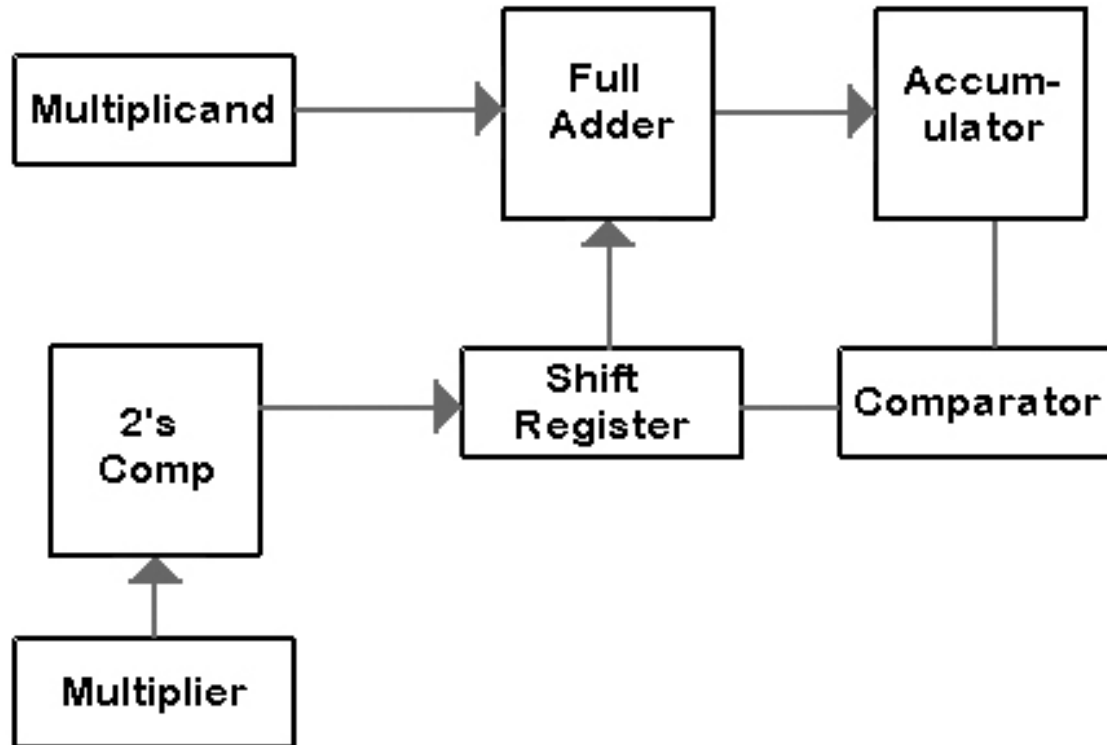 Multiplicand
Full
Adder
Accum-
ulator
2's
Comp
Shift
Register
Comparator
Multiplier